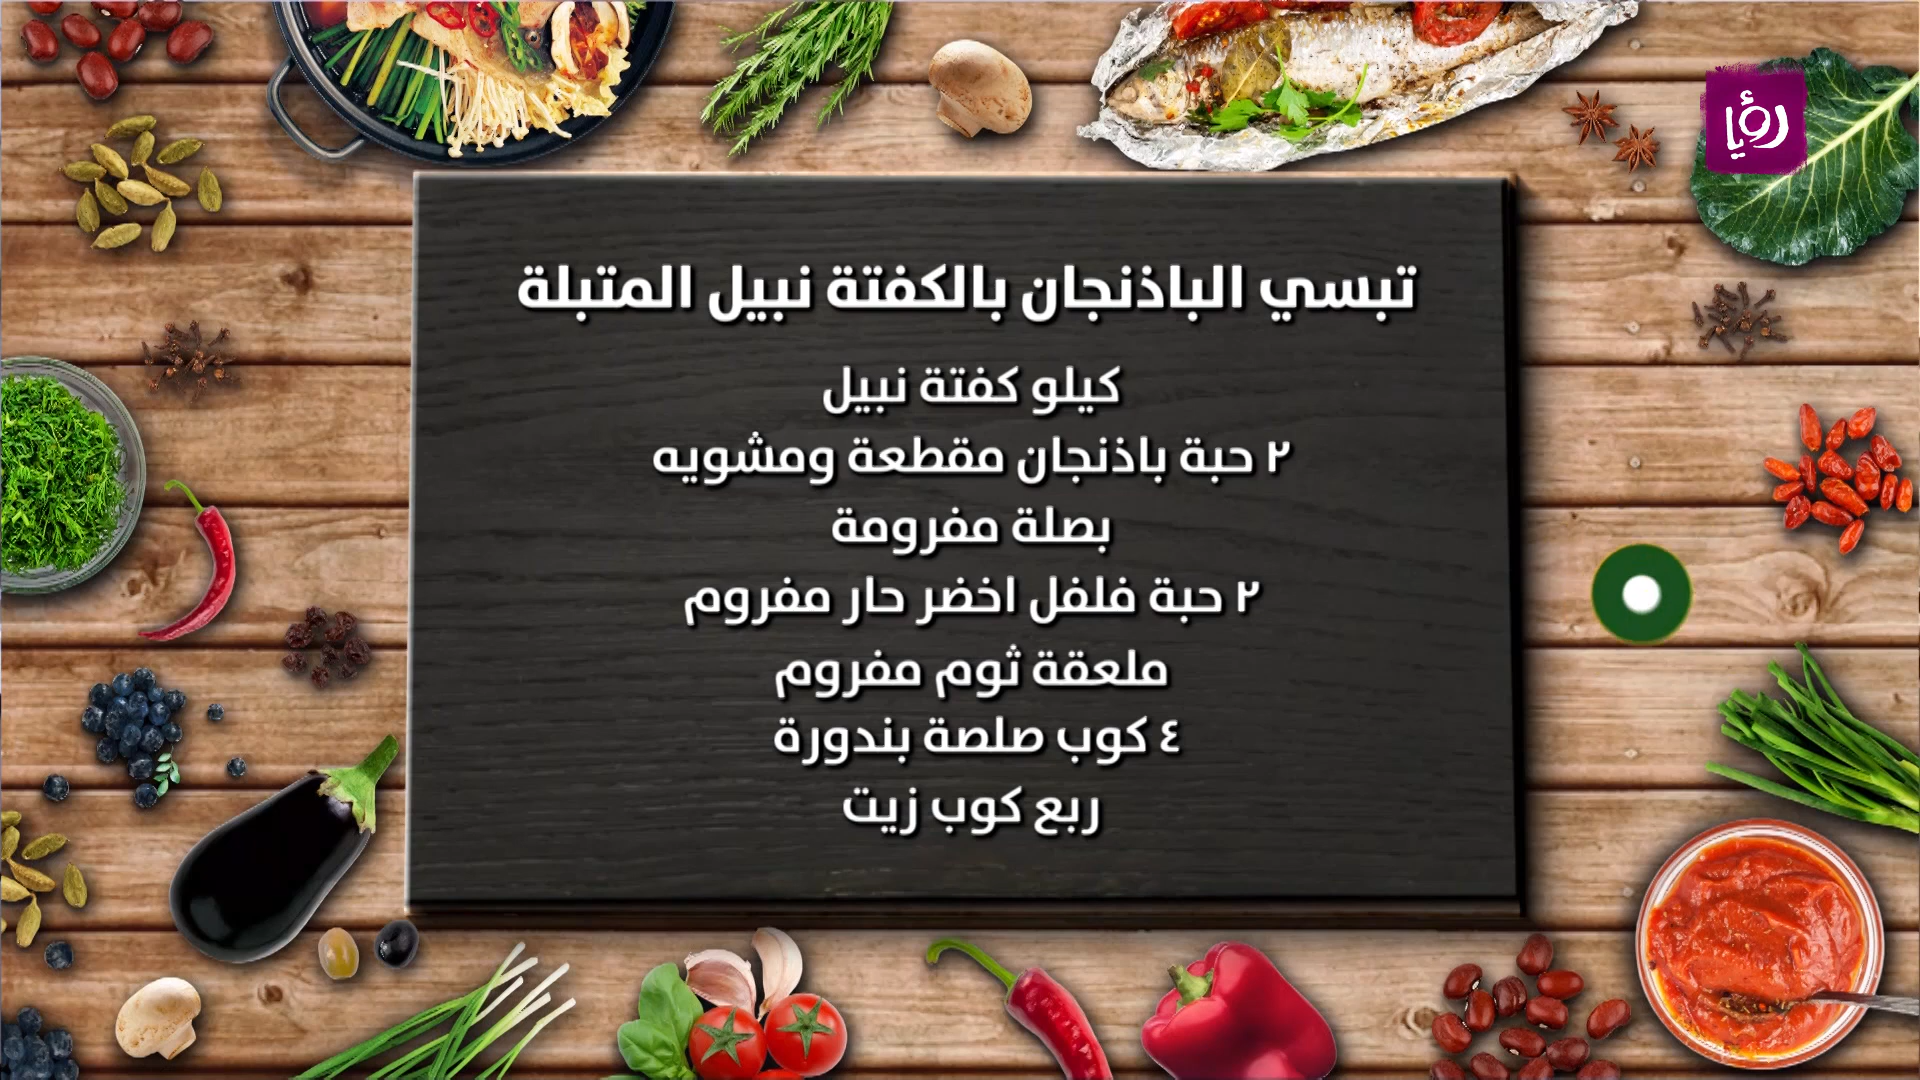 رؤيا
تبسي الباذنجان بالكفتة نبيل المتبلة
كيلو كفتة نبيل
٢ حبة باذنجان مقطعة ومشويه
بصلة مفرومة
٢ حبة فلفل اخضر حار مفروم
ملعقة ثوم مفروم
٤ كوب صلصة بندورة
ربع كوب زيت